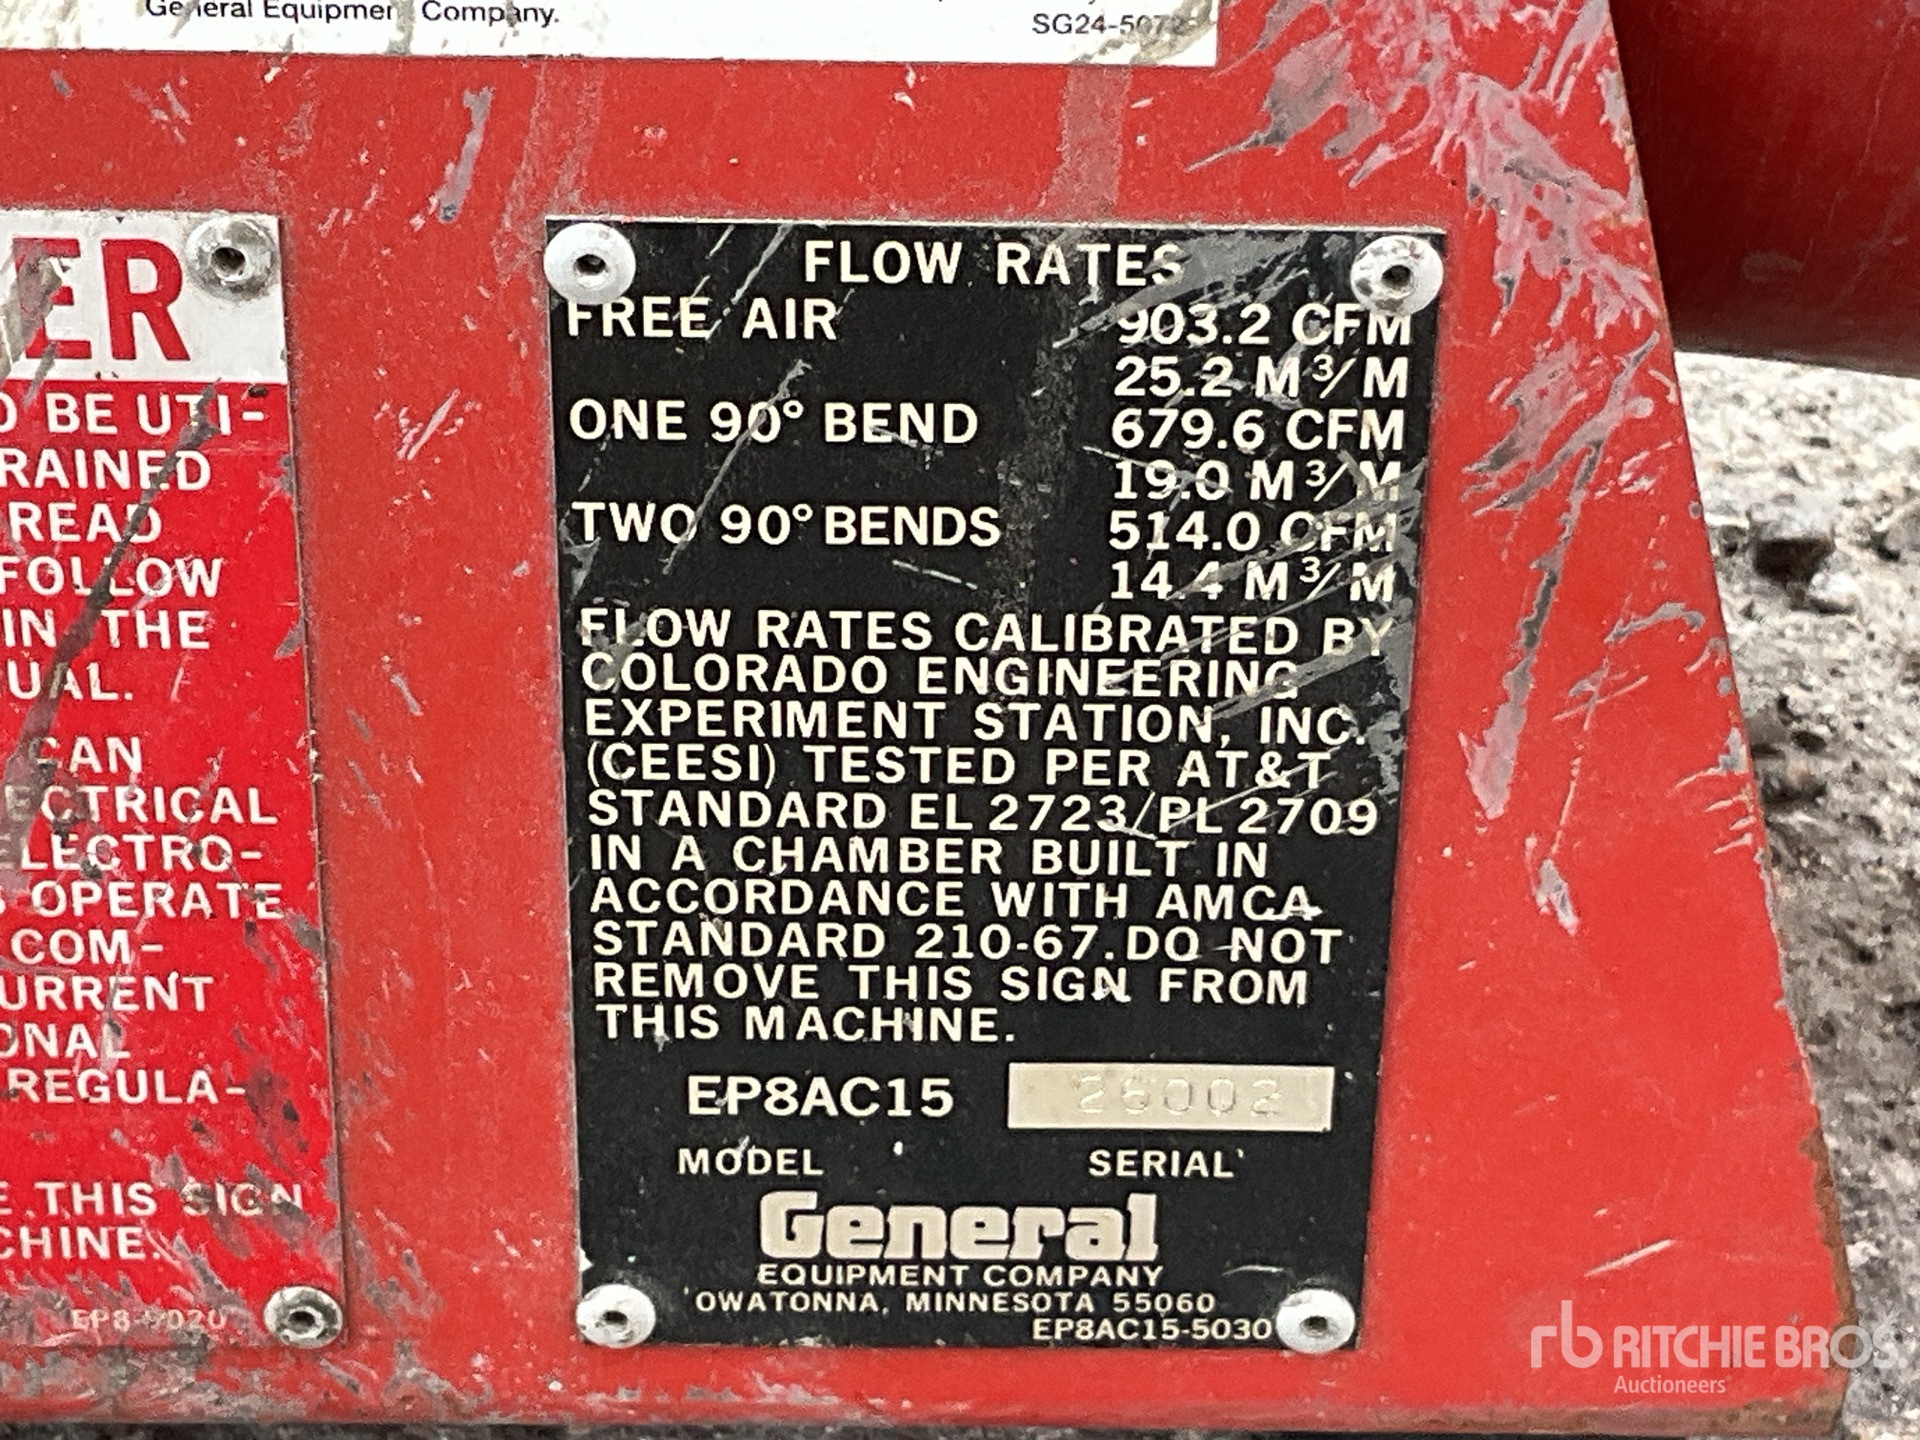 General Equipment Company.
SG24-5072
ER
O BE UTI-
RAINED
READ
FOLLOW
IN THE
UAL.
CAN
ECTRICAL
LECTRO-
S OPERATE
COM-
URRENT
ONAL
REGULA-
E THIS SIGN
CHINE.
EP8-5020
FLOW RATES
FREE AIR 903.2 CFM
25.2 M³/M
ONE 90° BEND 679.6 CFM
19.0 M³/M
TWO 90° BENDS 514.0 CFM
14.4 M³/M
FLOW RATES CALIBRATED BY
COLORADO ENGINEERING
EXPERIMENT STATION, INC.
(CEESI) TESTED PER AT&T
STANDARD EL 2723/PL 2709
IN A CHAMBER BUILT IN
ACCORDANCE WITH AMCA
STANDARD 210-67. DO NOT
REMOVE THIS SIGN FROM
THIS MACHINE.
EP8AC15 26002
MODEL SERIAL
General
EQUIPMENT COMPANY
OWATONNA, MINNESOTA 55060
EP8AC15-5030
rb RITCHIE BROS.
Auctioneers